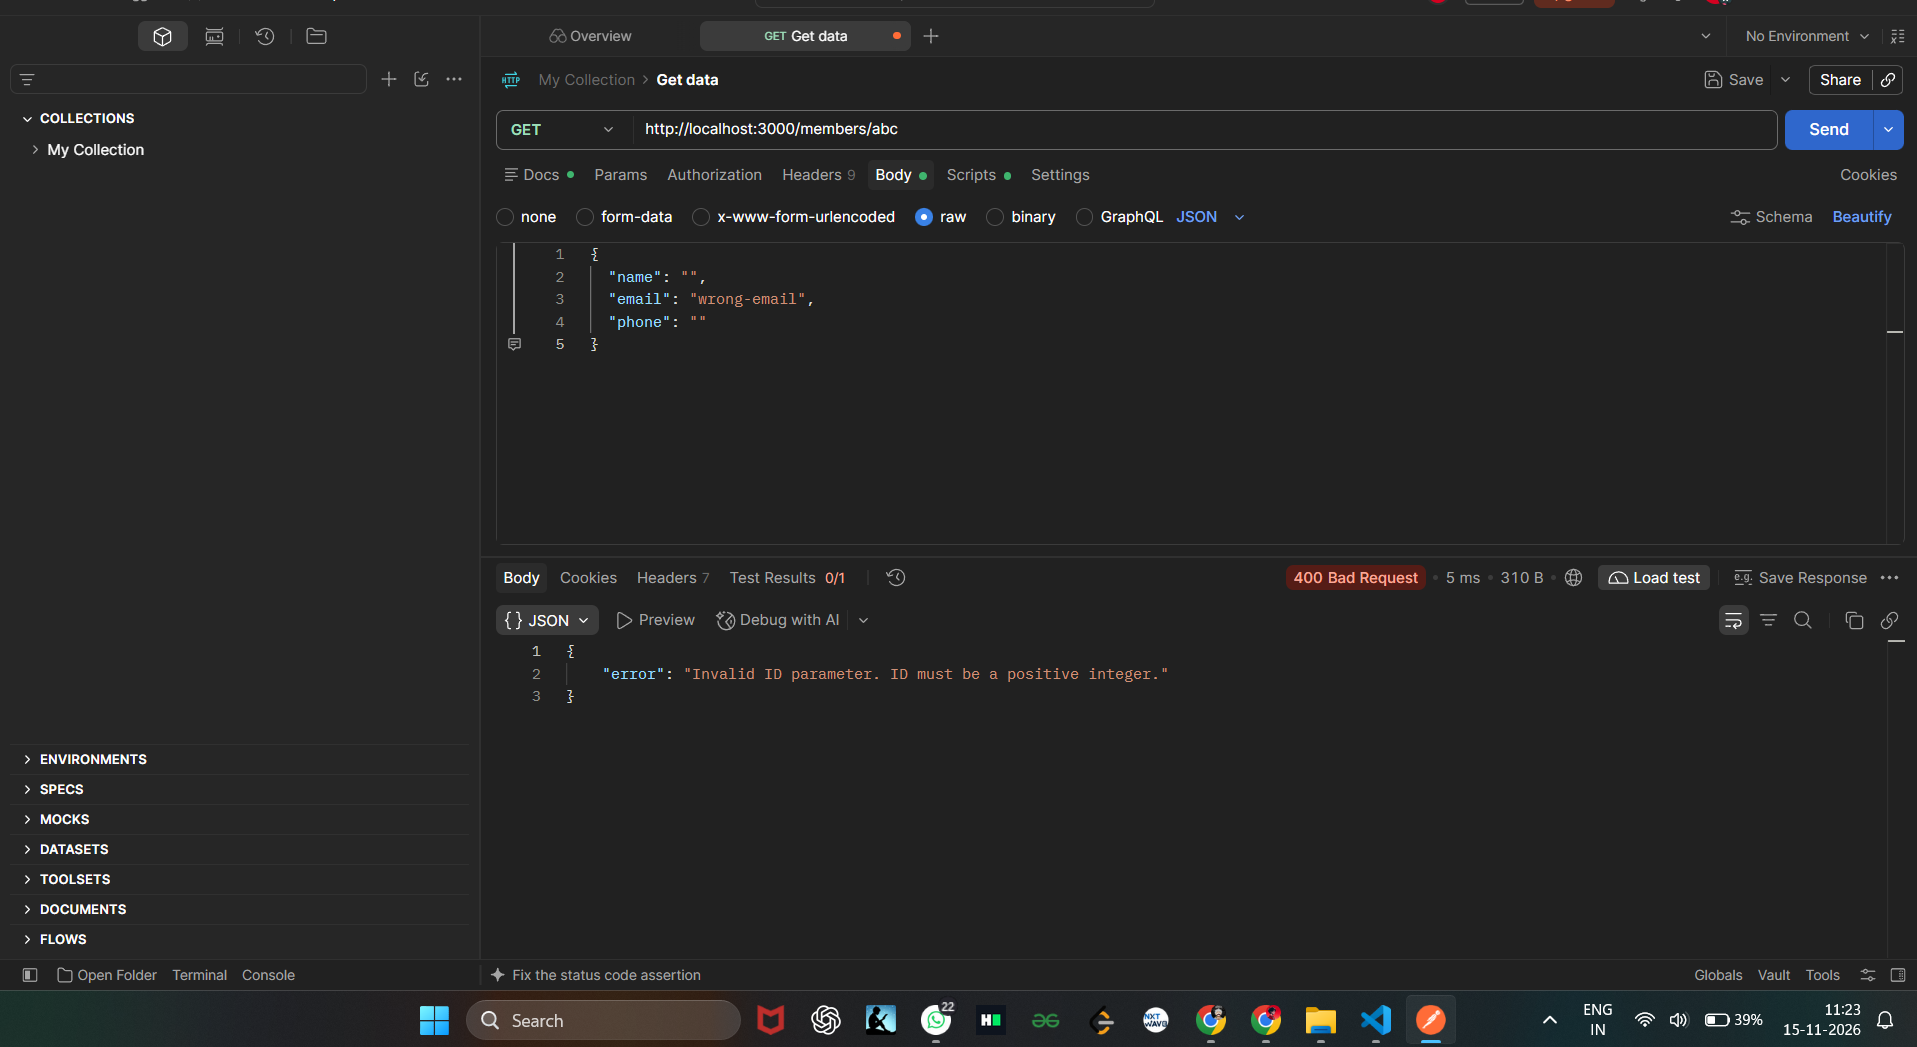 Overview
GET Get data
No Environment
COLLECTIONS
My Collection
HTTP My Collection > Get data
Save
Share
GET http://localhost:3000/members/abc
Send
Docs Params Authorization Headers 9 Body Scripts Settings
Cookies
none form-data x-www-form-urlencoded raw binary GraphQL JSON
Schema Beautify
1 {
2 "name": "",
3 "email": "wrong-email",
4 "phone": ""
5 }
Body Cookies Headers 7 Test Results 0/1
400 Bad Request 5 ms 310 B
Load test
e.g. Save Response
{} JSON Preview Debug with AI
1 {
2 "error": "Invalid ID parameter. ID must be a positive integer."
3 }
ENVIRONMENTS
SPECS
MOCKS
DATASETS
TOOLSETS
DOCUMENTS
FLOWS
Open Folder Terminal Console
Fix the status code assertion
Globals Vault Tools
Search
22
NXT WAVE
ENG
IN
39%
11:23
15-11-2026